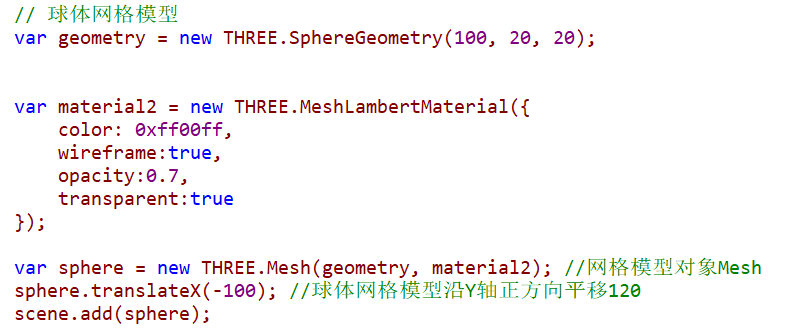 // 球体网格模型
var geometry = new THREE.SphereGeometry(100, 20, 20);
var material2 = new THREE.MeshLambertMaterial({
    color: 0xff00ff,
    wireframe:true,
    opacity:0.7,
    transparent:true
});
var sphere = new THREE.Mesh(geometry, material2); //网格模型对象Mesh
sphere.translateX(-100); //球体网格模型沿Y轴正方向平移120
scene.add(sphere);